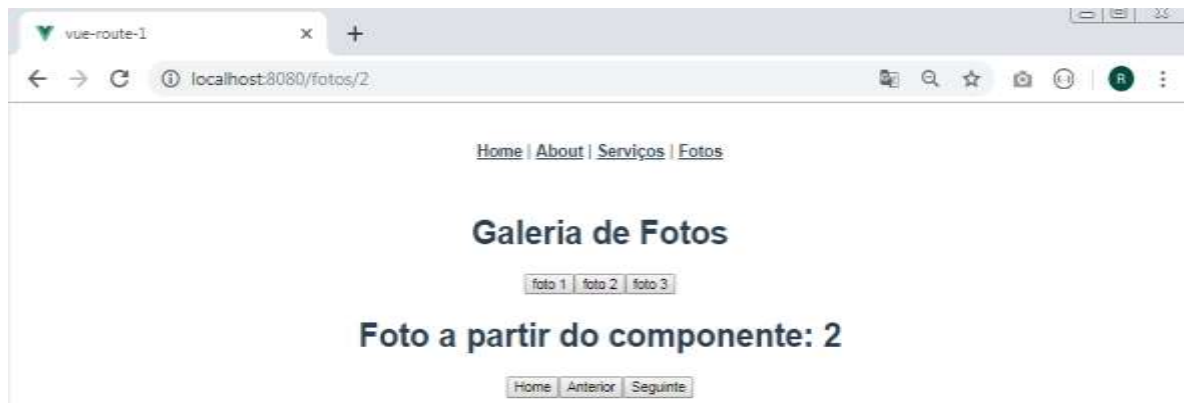 vue-route-1
localhost:8080/fotos/2
R
Home | About | Serviços | Fotos
Galeria de Fotos
foto 1 foto 2 foto 3
Foto a partir do componente: 2
Home Anterior Seguinte